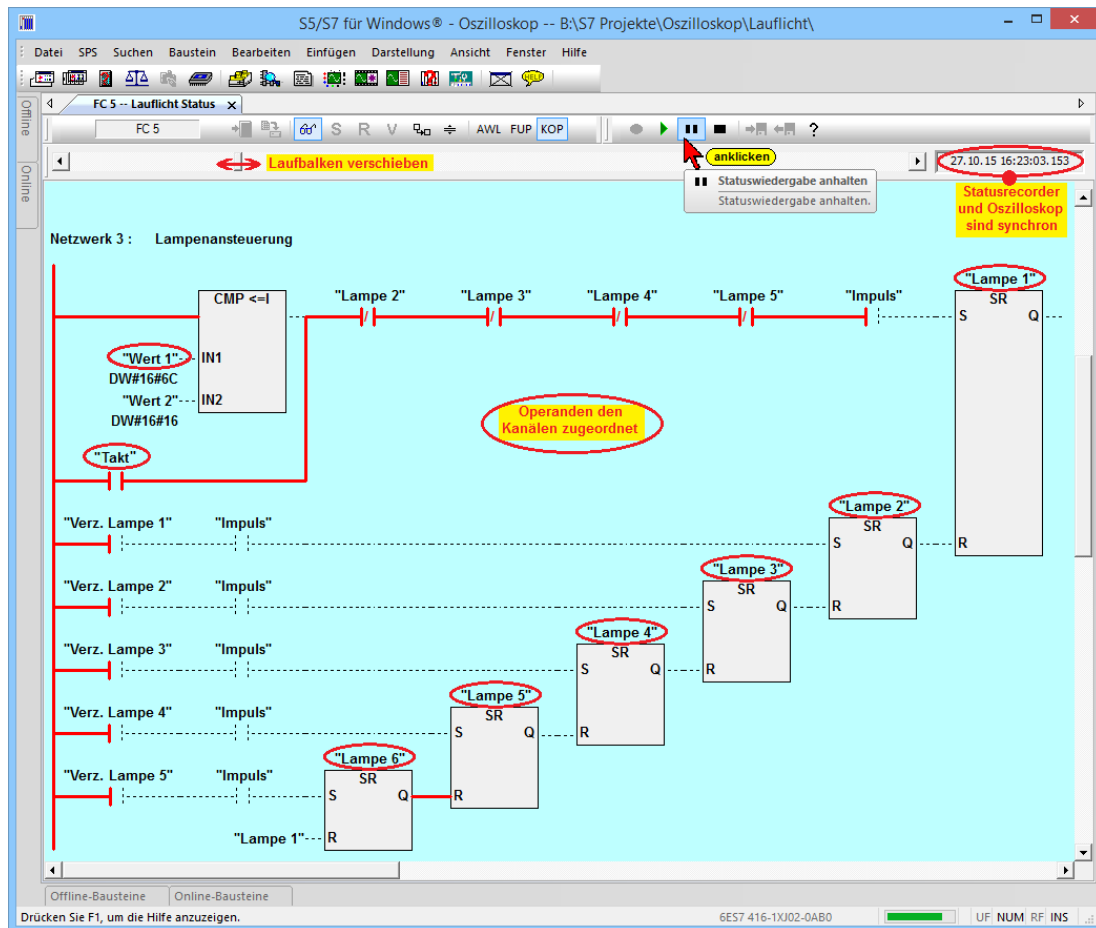 S5/S7 für Windows® - Oszilloskop -- B:\S7 Projekte\Oszilloskop\Lauflicht\
Datei SPS Suchen Baustein Bearbeiten Einfügen Darstellung Ansicht Fenster Hilfe
HELP
Offline
Online
FC 5 -- Lauflicht Status x
FC 5 S R V AWL FUP KOP ?
Laufbalken verschieben
anklicken
27.10.15 16:23:03.153
Statuswiedergabe anhalten
Statuswiedergabe anhalten.
Statusrecorder
und Oszilloskop
sind synchron
Netzwerk 3 : Lampenansteuerung
CMP <=I
"Lampe 2" "Lampe 3" "Lampe 4" "Lampe 5" "Impuls" "Lampe 1"
SR
S Q
"Wert 1" IN1
DW#16#6C
"Wert 2" IN2
DW#16#16
Operanden den
Kanälen zugeordnet
"Takt"
"Lampe 2"
SR
"Verz. Lampe 1" "Impuls"
S Q R
"Lampe 3"
SR
"Verz. Lampe 2" "Impuls"
S Q R
"Lampe 4"
SR
"Verz. Lampe 3" "Impuls"
S Q R
"Lampe 5"
SR
"Verz. Lampe 4" "Impuls"
S Q R
"Lampe 6"
SR
"Verz. Lampe 5" "Impuls"
S Q R
"Lampe 1" R
Offline-Bausteine Online-Bausteine
Drücken Sie F1, um die Hilfe anzuzeigen. 6ES7 416-1XJ02-0AB0 UF NUM RF INS